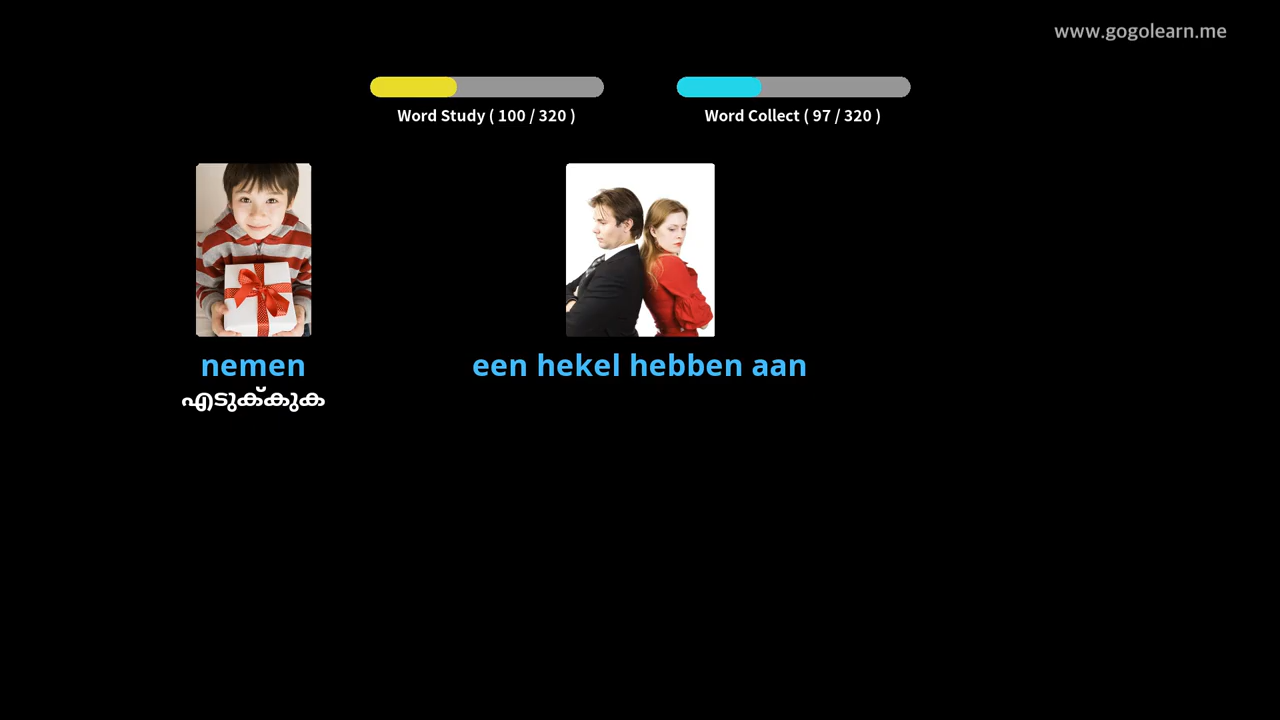 www.gogolearn.me
Word Study ( 100 / 320 )
Word Collect ( 97 / 320 )
nemen
എടുക്കുക
een hekel hebben aan